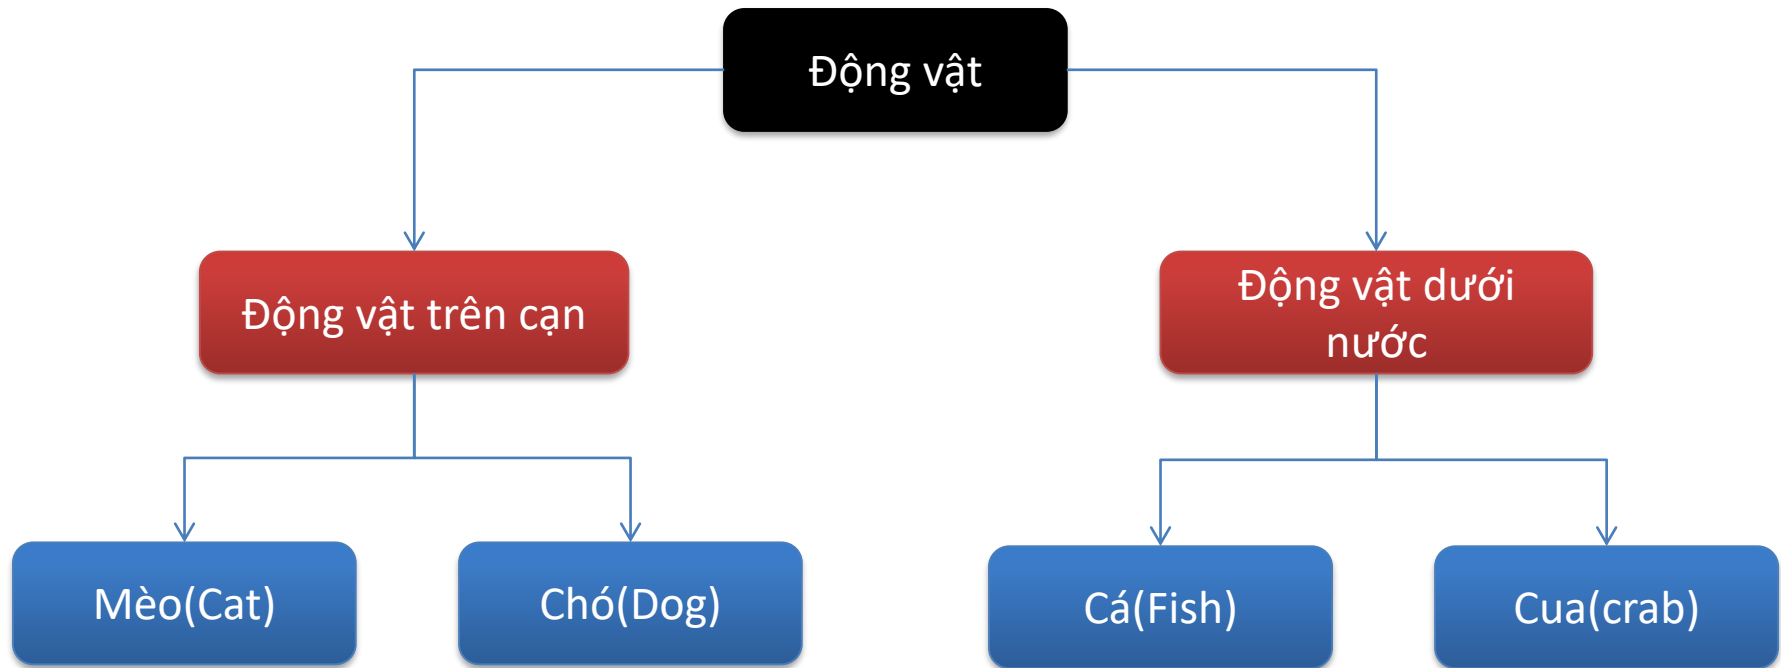 Động vật
Động vật trên cạn
Động vật dưới
nước
Mèo(Cat)
Chó(Dog)
Cá(Fish)
Cua(crab)